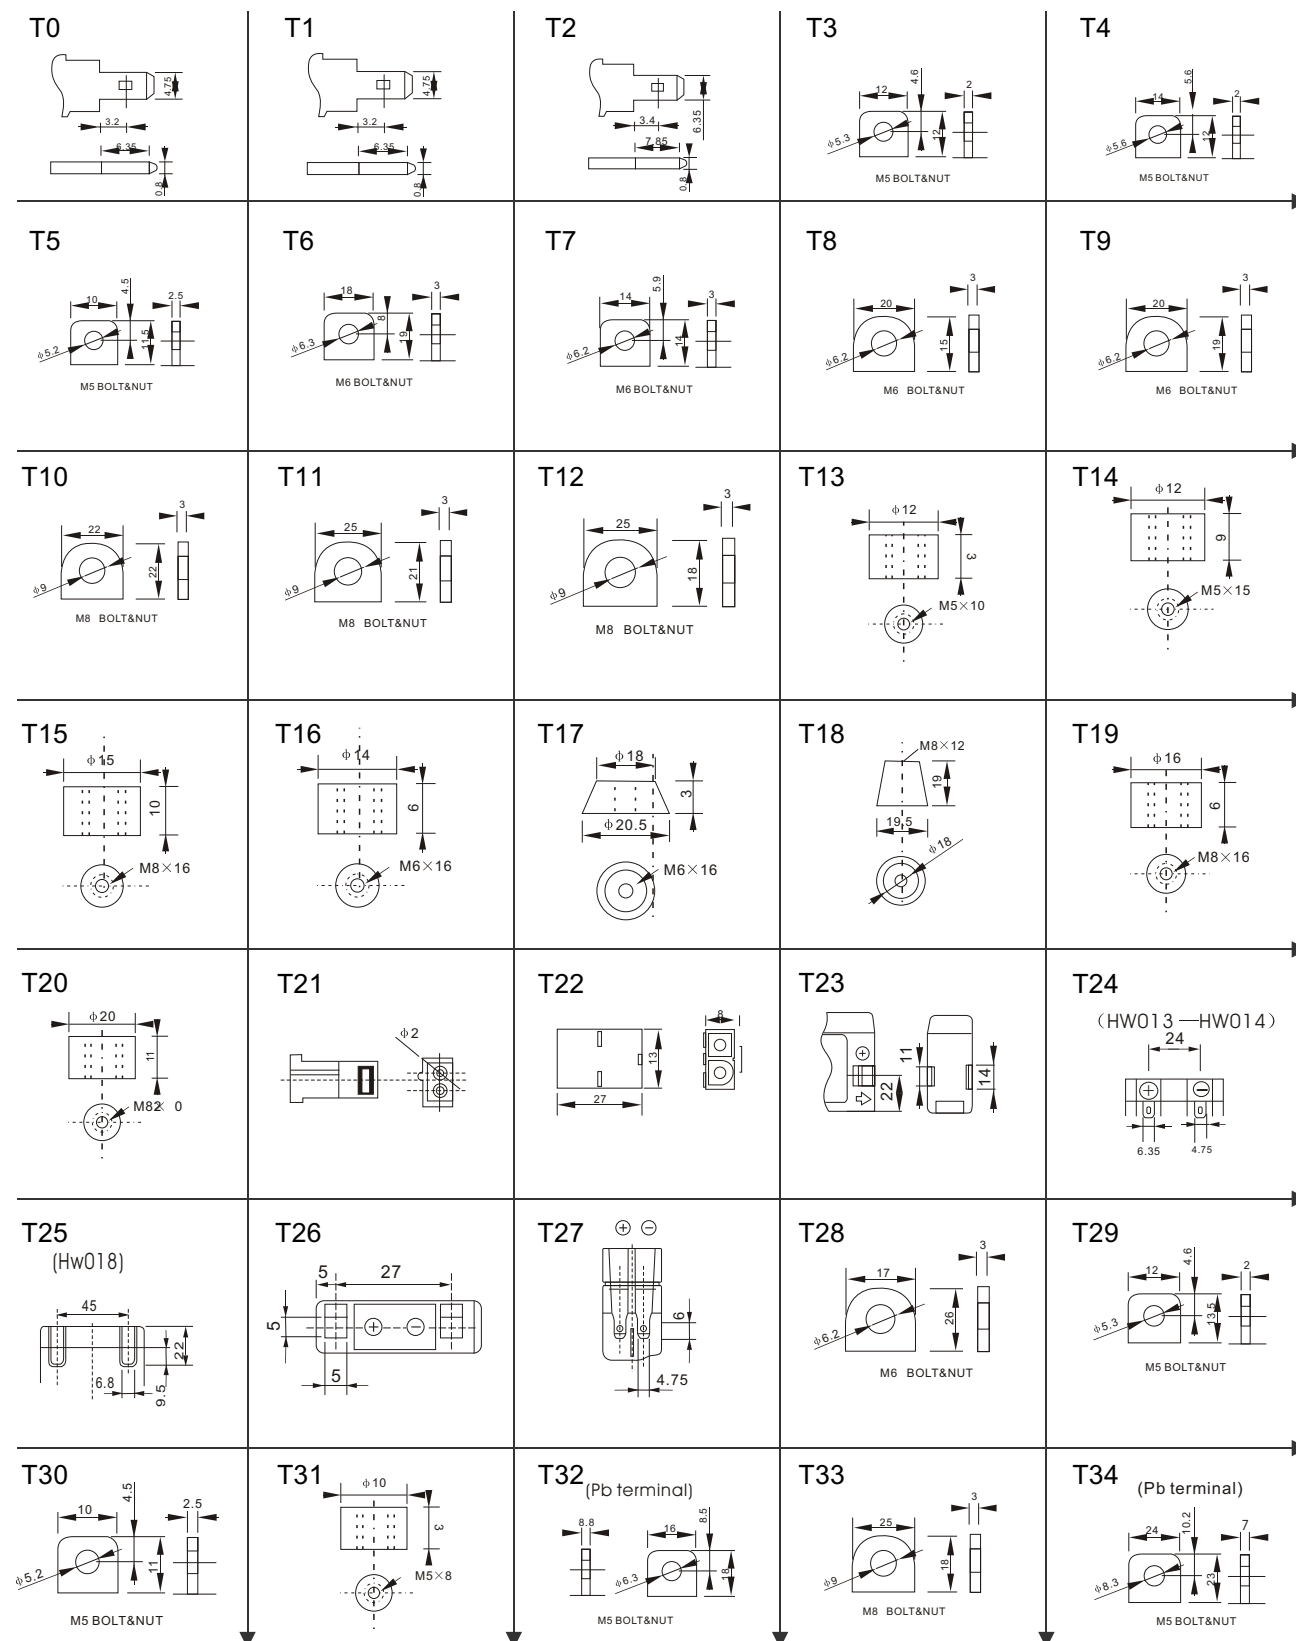 T0
4.75
3.2
6.35
0.8
T1
4.75
3.2
6.35
0.8
T2
6.35
3.4
7.85
0.8
T3
4.6
12
2
12
ϕ5.3
M5 BOLT&NUT
T4
5.6
14
2
12
ϕ5.6
M5 BOLT&NUT
T5
4.5
10
2.5
11.5
ϕ5.2
M5 BOLT&NUT
T6
18
3
8
19
ϕ6.3
M6 BOLT&NUT
T7
5.9
14
3
14
ϕ6.2
M6 BOLT&NUT
T8
3
20
15
ϕ6.2
M6 BOLT&NUT
T9
3
20
19
ϕ6.2
M6 BOLT&NUT
T10
3
22
22
ϕ9
M8 BOLT&NUT
T11
3
25
21
ϕ9
M8 BOLT&NUT
T12
3
25
18
ϕ9
M8 BOLT&NUT
T13
ϕ12
3
M5×10
T14
ϕ12
9
M5×15
T15
ϕ15
10
M8×16
T16
ϕ14
6
M6×16
T17
ϕ18
3
ϕ20.5
M6×16
T18
M8×12
19
19.5
ϕ18
T19
ϕ16
6
M8×16
T20
ϕ20
11
T21
ϕ2
T22
8
13
27
T23
11
22
14
T24
(HW013 —HW014)
24
+ −
0 0
6.35 4.75
T25
(Hw018)
45
22
6.8
9.5
T26
5 27
5
+ −
5
T27
+ −
6
4.75
T28
3
17
26
ϕ6.2
M6 BOLT&NUT
T29
4.6
12
2
13.5
ϕ5.3
M5 BOLT&NUT
T30
4.5
10
2.5
11
ϕ5.2
M5 BOLT&NUT
T31
ϕ10
3
M5×8
T32
(Pb terminal)
8.5
8.8
16
18
ϕ6.3
M5 BOLT&NUT
T33
3
25
18
ϕ9
M8 BOLT&NUT
T34
(Pb terminal)
10.2
24
7
23
ϕ8.3
M5 BOLT&NUT